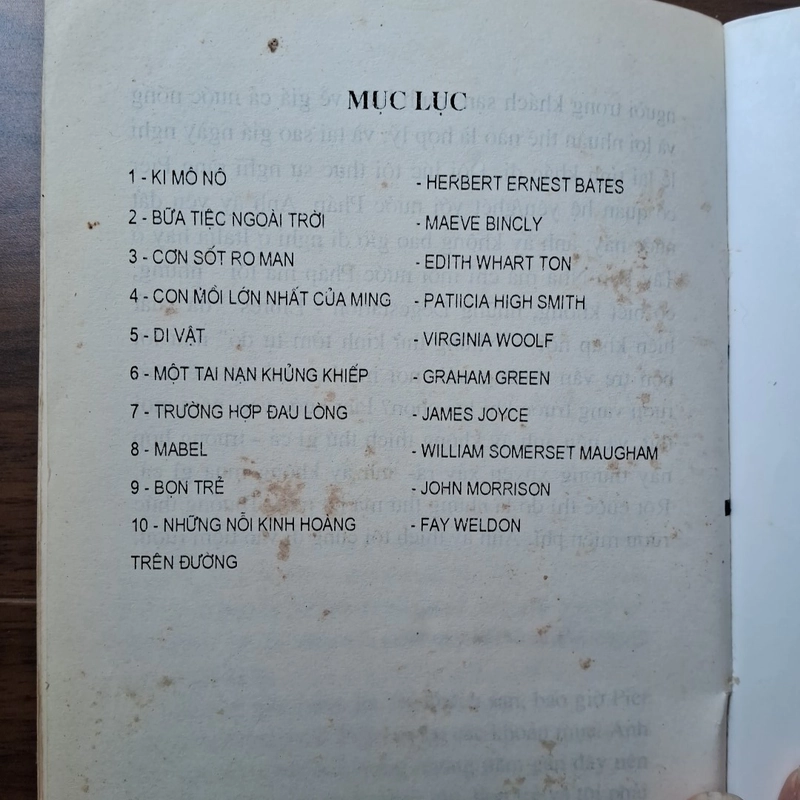 MỤC LỤC
1 - KI MÔ NÔ - HERBERT ERNEST BATES
2 - BỮA TIỆC NGOÀI TRỜI - MAEVE BINCLY
3 - CƠN SỐT RO MAN - EDITH WHART TON
4 - CON MỒI LỚN NHẤT CỦA MING - PATIICIA HIGH SMITH
5 - DI VẬT - VIRGINIA WOOLF
6 - MỘT TAI NẠN KHỦNG KHIẾP - GRAHAM GREEN
7 - TRƯỜNG HỢP ĐAU LÒNG - JAMES JOYCE
8 - MABEL - WILLIAM SOMERSET MAUGHAM
9 - BỌN TRẺ - JOHN MORRISON
10 - NHỮNG NỖI KINH HOÀNG - FAY WELDON
TRÊN ĐƯỜNG